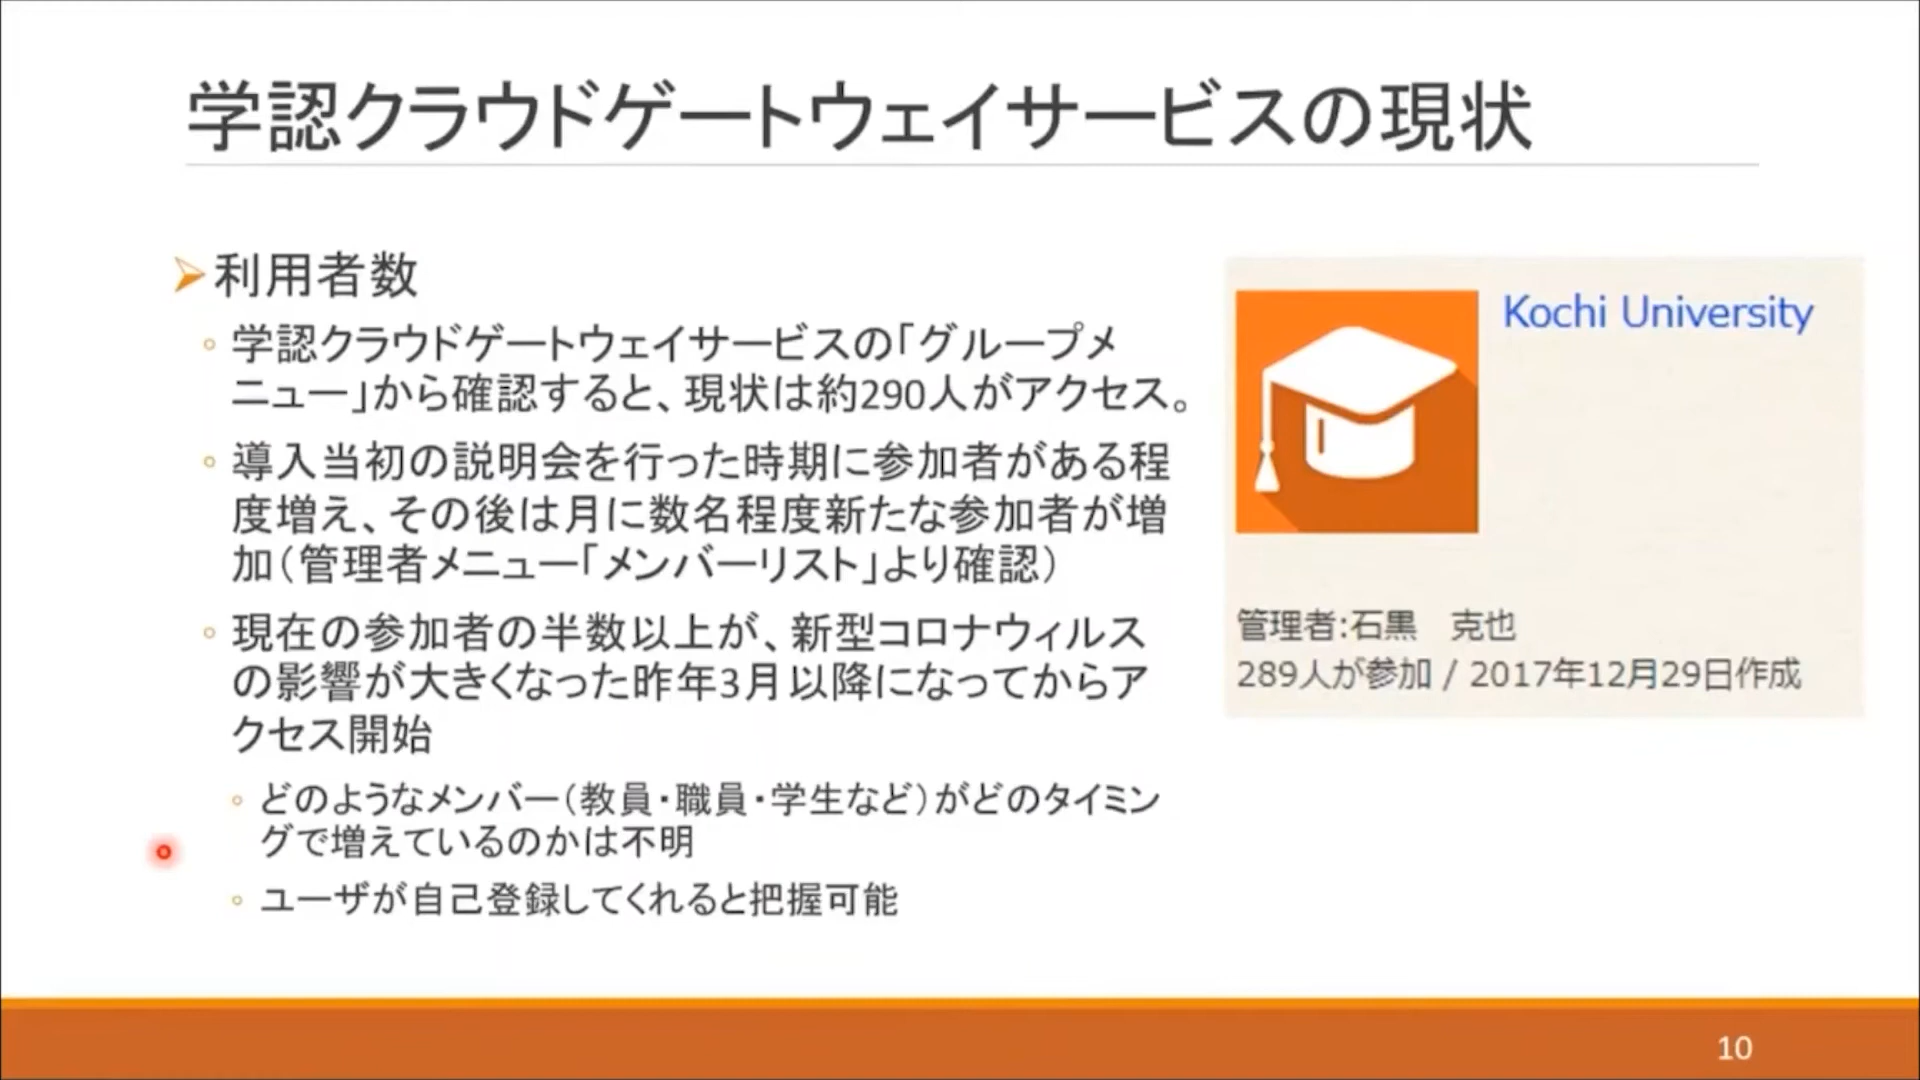 学認クラウドゲートウェイサービスの現状
利用者数
学認クラウドゲートウェイサービスの「グループメ
ニュー」から確認すると、現状は約290人がアクセス。
導入当初の説明会を行った時期に参加者がある程
度増え、その後は月に数名程度新たな参加者が増
加（管理者メニュー「メンバーリスト」より確認）
現在の参加者の半数以上が、新型コロナウィルス
の影響が大きくなった昨年3月以降になってからア
クセス開始
どのようなメンバー（教員・職員・学生など）がどのタイミン
グで増えているのかは不明
ユーザが自己登録してくれると把握可能
Kochi University
管理者:石黒　克也
289人が参加 / 2017年12月29日作成
10